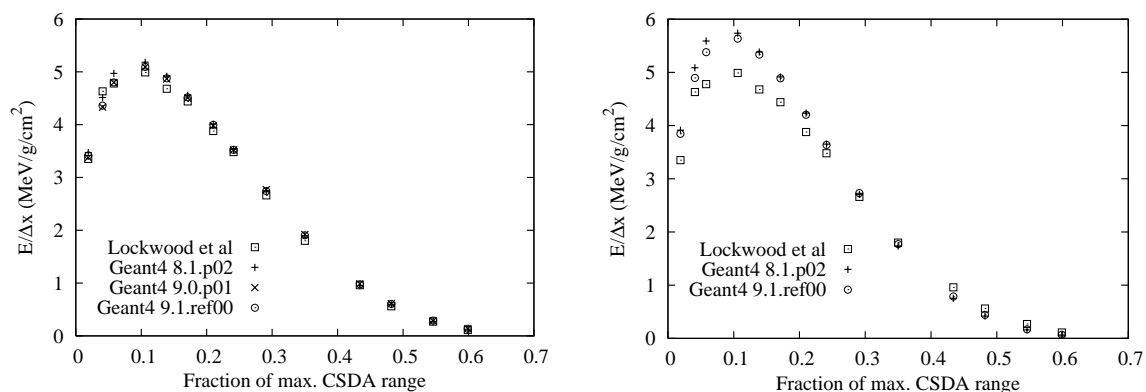 6
5
4
3
2
1
0
E/Δx (MeV/g/cm²)
Lockwood et al
Geant4 8.1.p02
Geant4 9.0.p01
Geant4 9.1.ref00
0 0.1 0.2 0.3 0.4 0.5 0.6 0.7
Fraction of max. CSDA range
6
5
4
3
2
1
0
E/Δx (MeV/g/cm²)
Lockwood et al
Geant4 8.1.p02
Geant4 9.1.ref00
0 0.1 0.2 0.3 0.4 0.5 0.6 0.7
Fraction of max. CSDA range